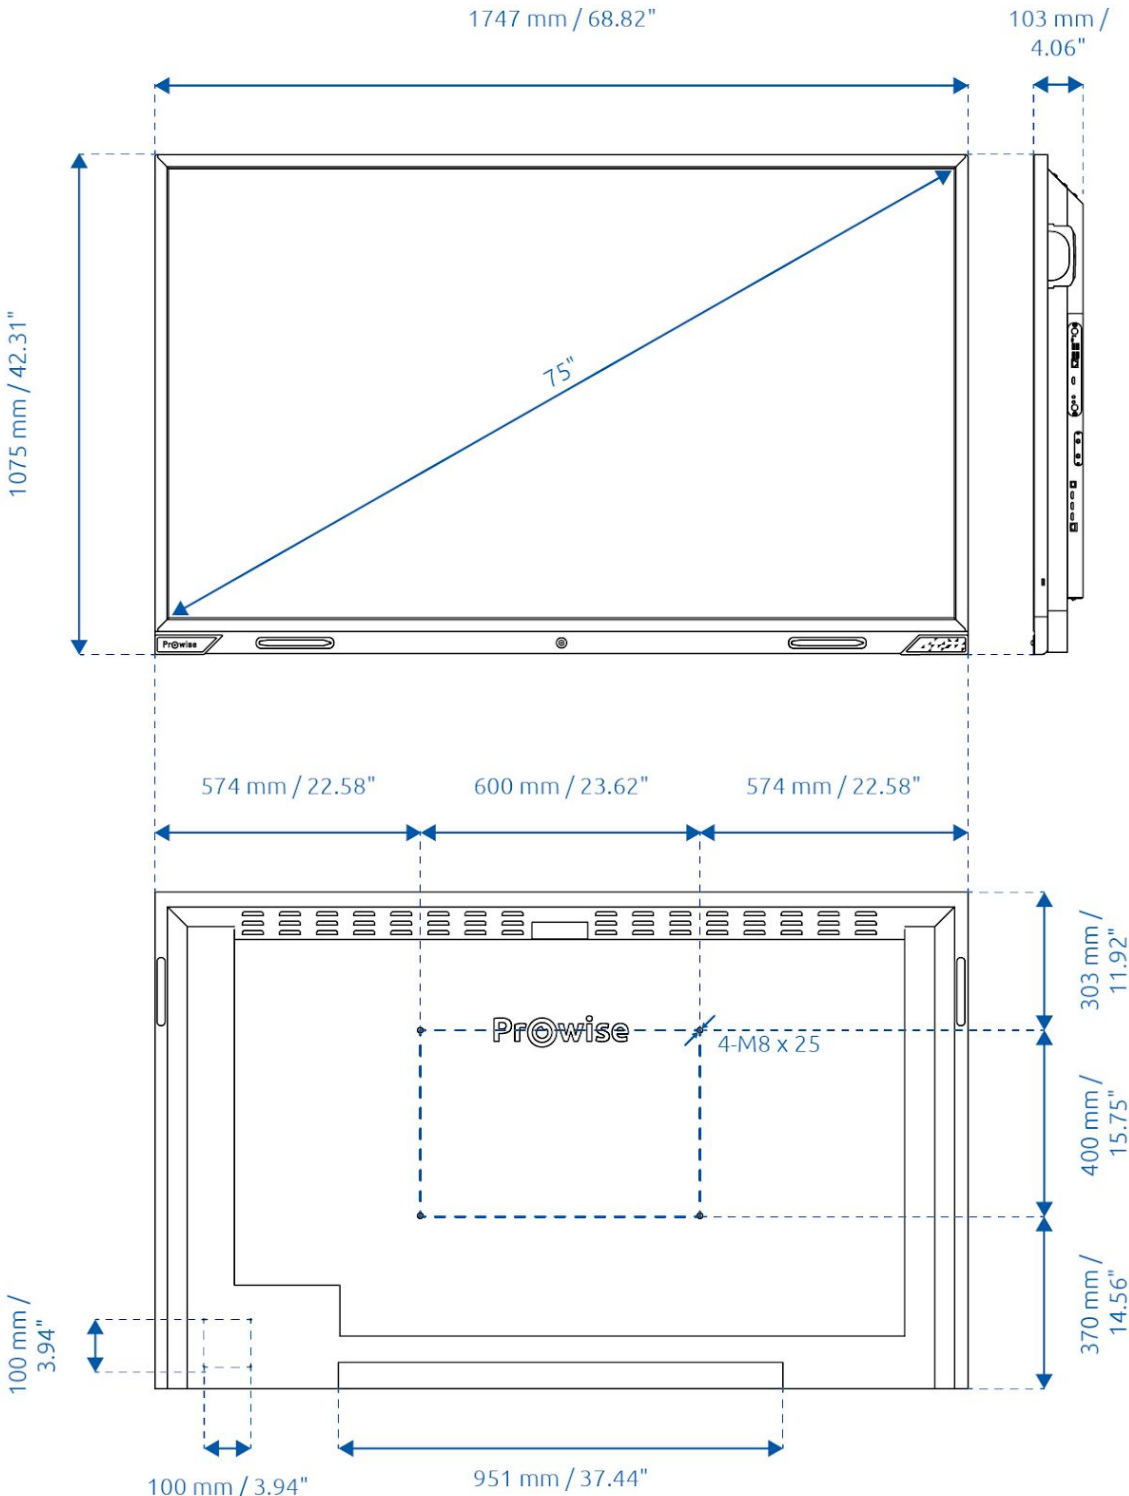 1747 mm / 68.82"
103 mm /
4.06"
1075 mm / 42.31"
75"
Prowise
574 mm / 22.58"
600 mm / 23.62"
574 mm / 22.58"
303 mm /
11.92"
Prowise
4-M8 x 25
400 mm /
15.75"
370 mm /
14.56"
100 mm /
3.94"
100 mm / 3.94"
951 mm / 37.44"